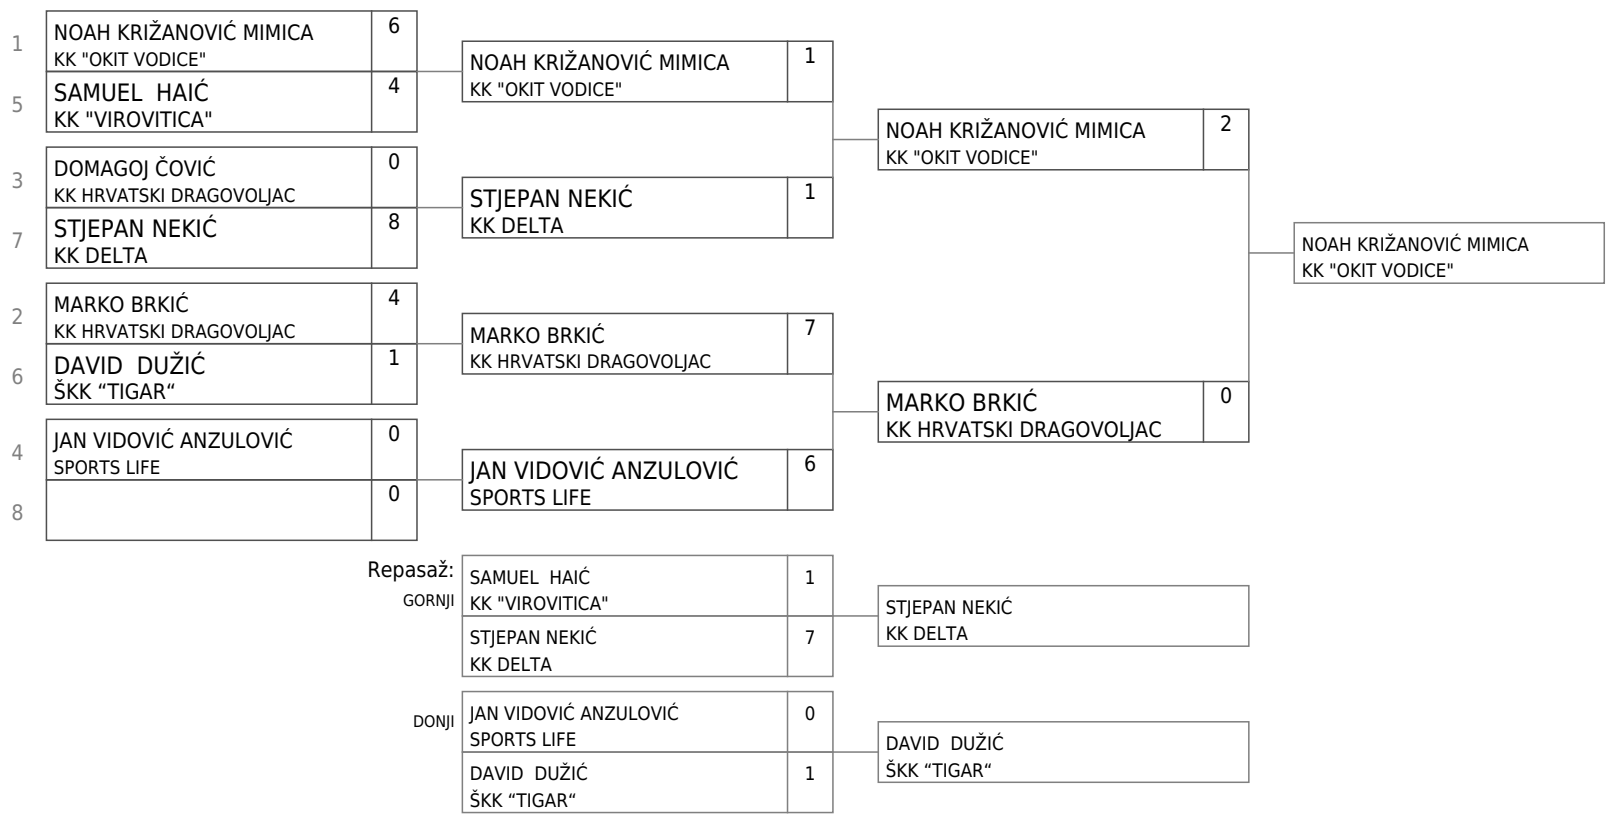 1
NOAH KRIŽANOVIĆ MIMICA 6
KK "OKIT VODICE"
5
SAMUEL  HAIĆ 4
KK "VIROVITICA"
3
DOMAGOJ ČOVIĆ 0
KK HRVATSKI DRAGOVOLJAC
7
STJEPAN NEKIĆ 8
KK DELTA
2
MARKO BRKIĆ 4
KK HRVATSKI DRAGOVOLJAC
6
DAVID  DUŽIĆ 1
ŠKK “TIGAR“
4
JAN VIDOVIĆ ANZULOVIĆ 0
SPORTS LIFE
8
0
NOAH KRIŽANOVIĆ MIMICA 1
KK "OKIT VODICE"
STJEPAN NEKIĆ 1
KK DELTA
MARKO BRKIĆ 7
KK HRVATSKI DRAGOVOLJAC
JAN VIDOVIĆ ANZULOVIĆ 6
SPORTS LIFE
NOAH KRIŽANOVIĆ MIMICA 2
KK "OKIT VODICE"
MARKO BRKIĆ 0
KK HRVATSKI DRAGOVOLJAC
NOAH KRIŽANOVIĆ MIMICA
KK "OKIT VODICE"
Repasaž:
GORNJI
SAMUEL  HAIĆ 1
KK "VIROVITICA"
STJEPAN NEKIĆ 7
KK DELTA
STJEPAN NEKIĆ
KK DELTA
DONJI
JAN VIDOVIĆ ANZULOVIĆ 0
SPORTS LIFE
DAVID  DUŽIĆ 1
ŠKK “TIGAR“
DAVID  DUŽIĆ
ŠKK “TIGAR“